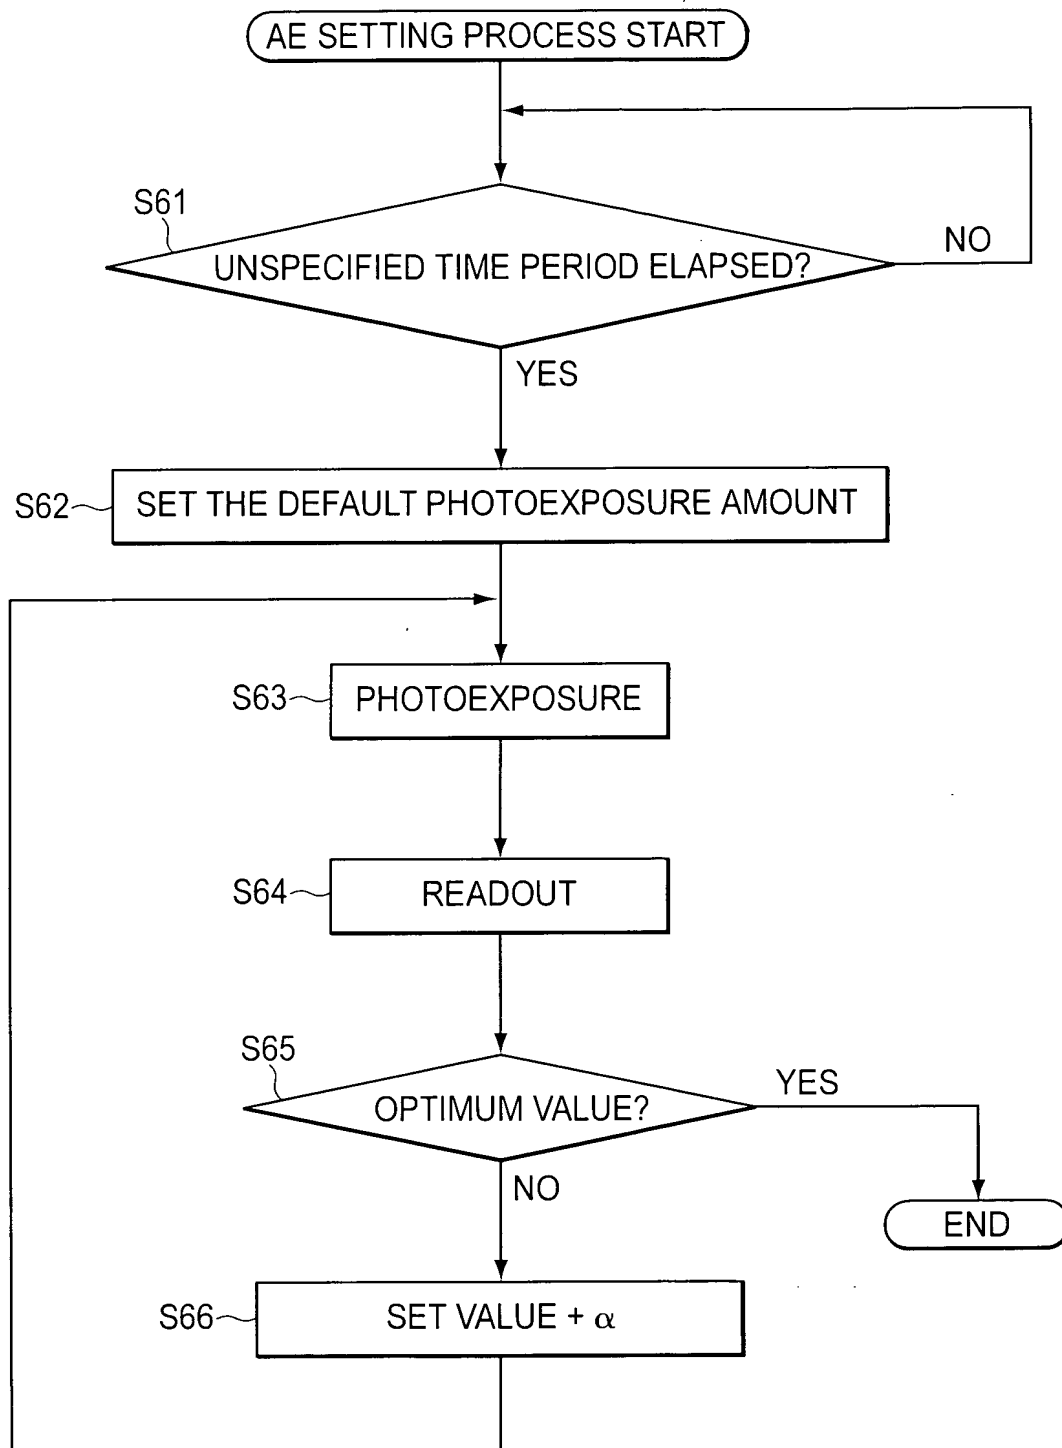 AE SETTING PROCESS START
S61
UNSPECIFIED TIME PERIOD ELAPSED?
NO
YES
S62
SET THE DEFAULT PHOTOEXPOSURE AMOUNT
S63
PHOTOEXPOSURE
S64
READOUT
S65
OPTIMUM VALUE?
YES
NO
END
S66
SET VALUE + α